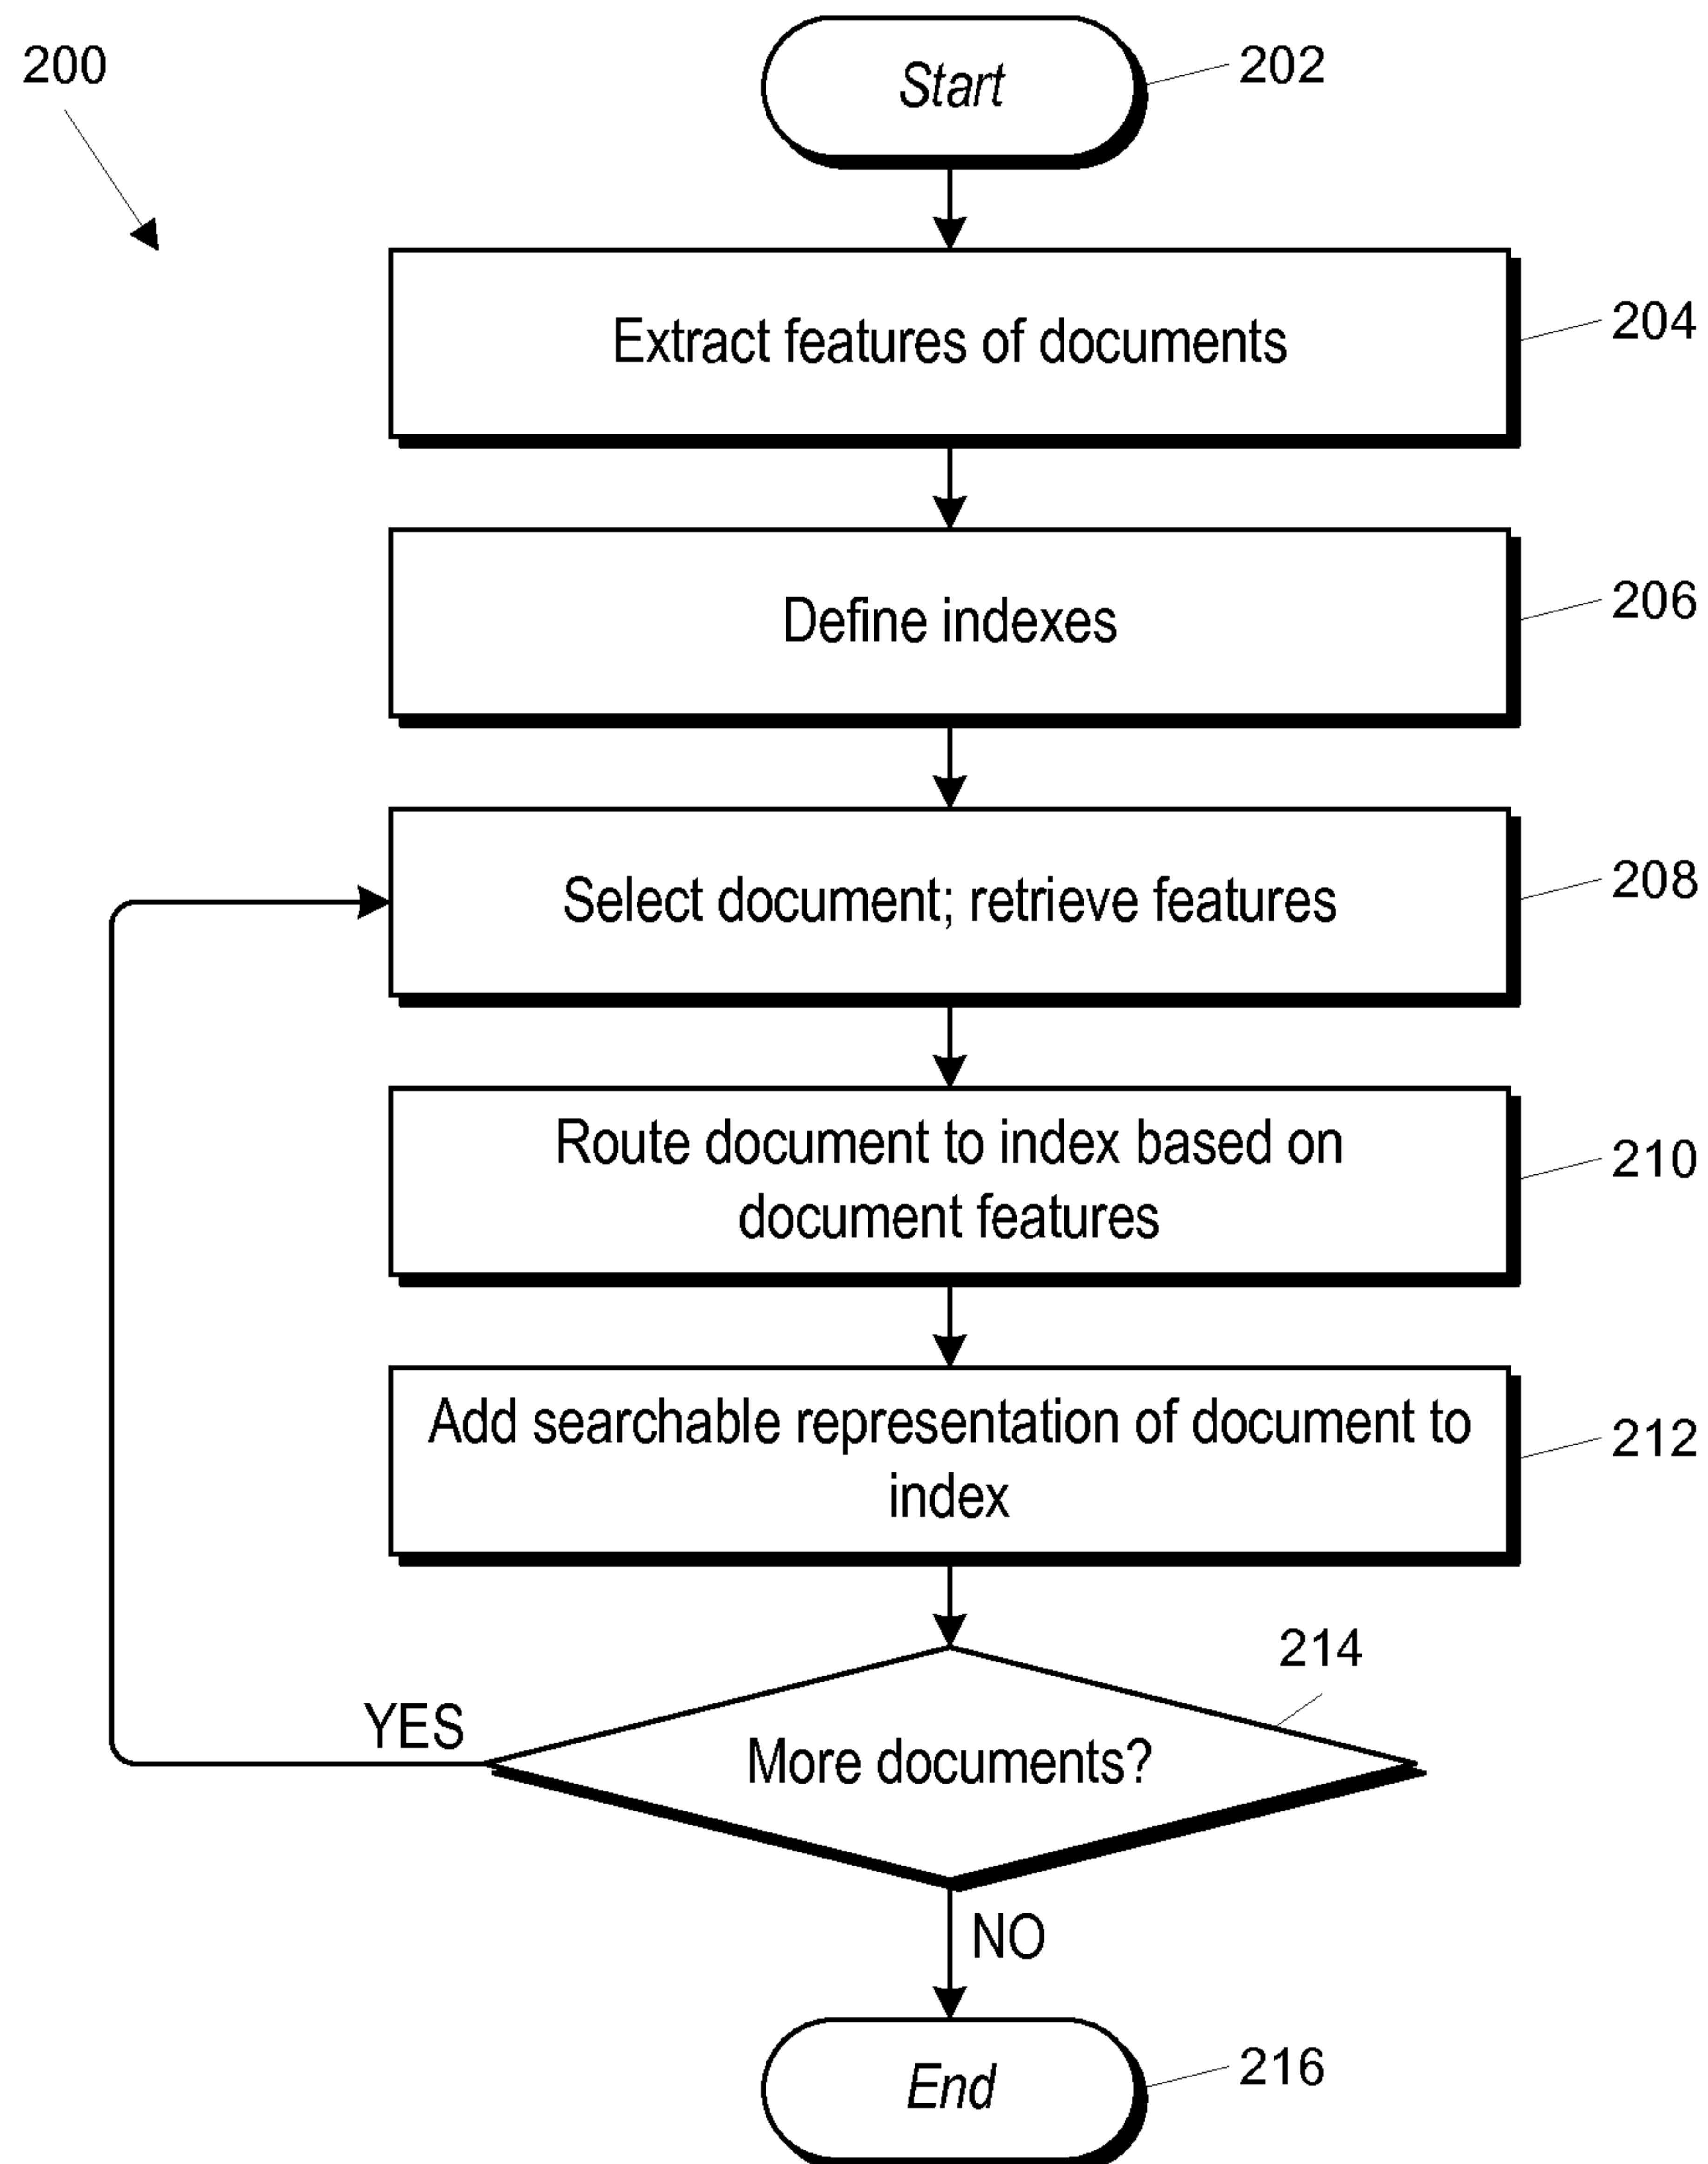 200
Start
202
Extract features of documents
204
Define indexes
206
Select document; retrieve features
208
Route document to index based on
document features
210
Add searchable representation of document to
index
212
214
YES
More documents?
NO
End
216